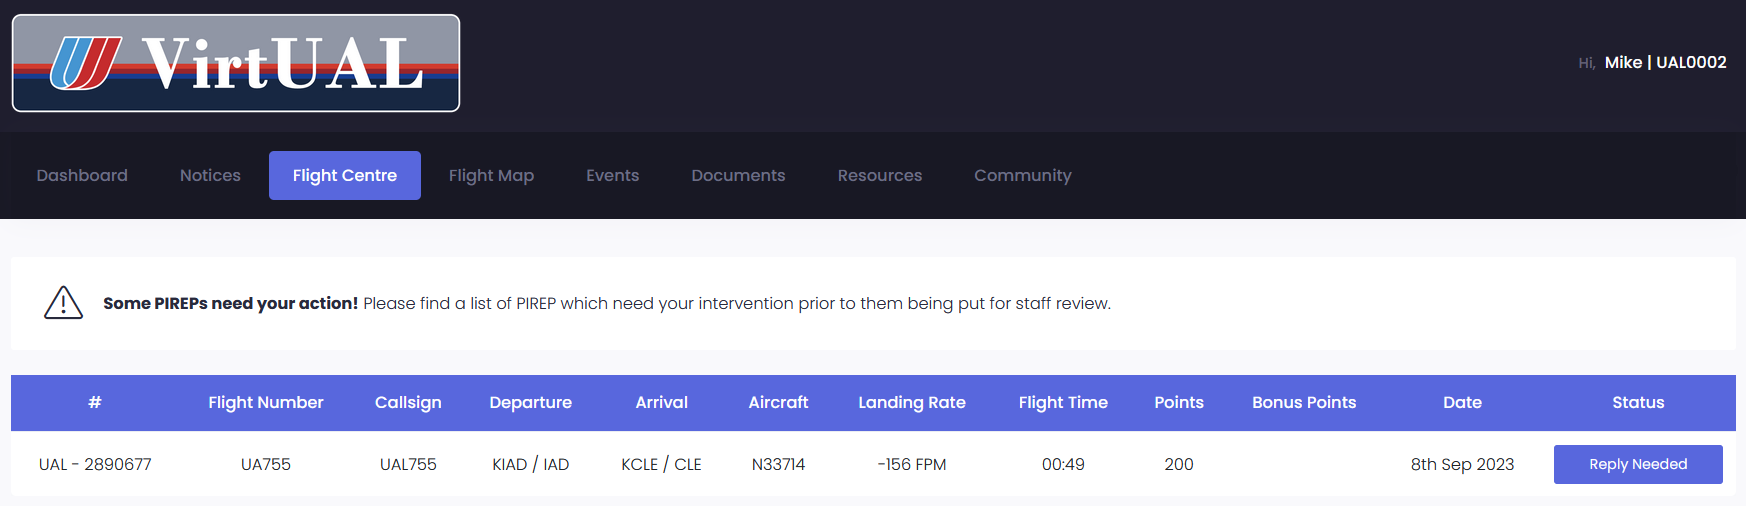 VirtUAL
Hi, Mike | UAL0002
Dashboard Notices Flight Centre Flight Map Events Documents Resources Community
Some PIREPs need your action! Please find a list of PIREP which need your intervention prior to them being put for staff review.
# Flight Number Callsign Departure Arrival Aircraft Landing Rate Flight Time Points Bonus Points Date Status
UAL - 2890677 UA755 UAL755 KIAD / IAD KCLE / CLE N33714 -156 FPM 00:49 200 8th Sep 2023 Reply Needed